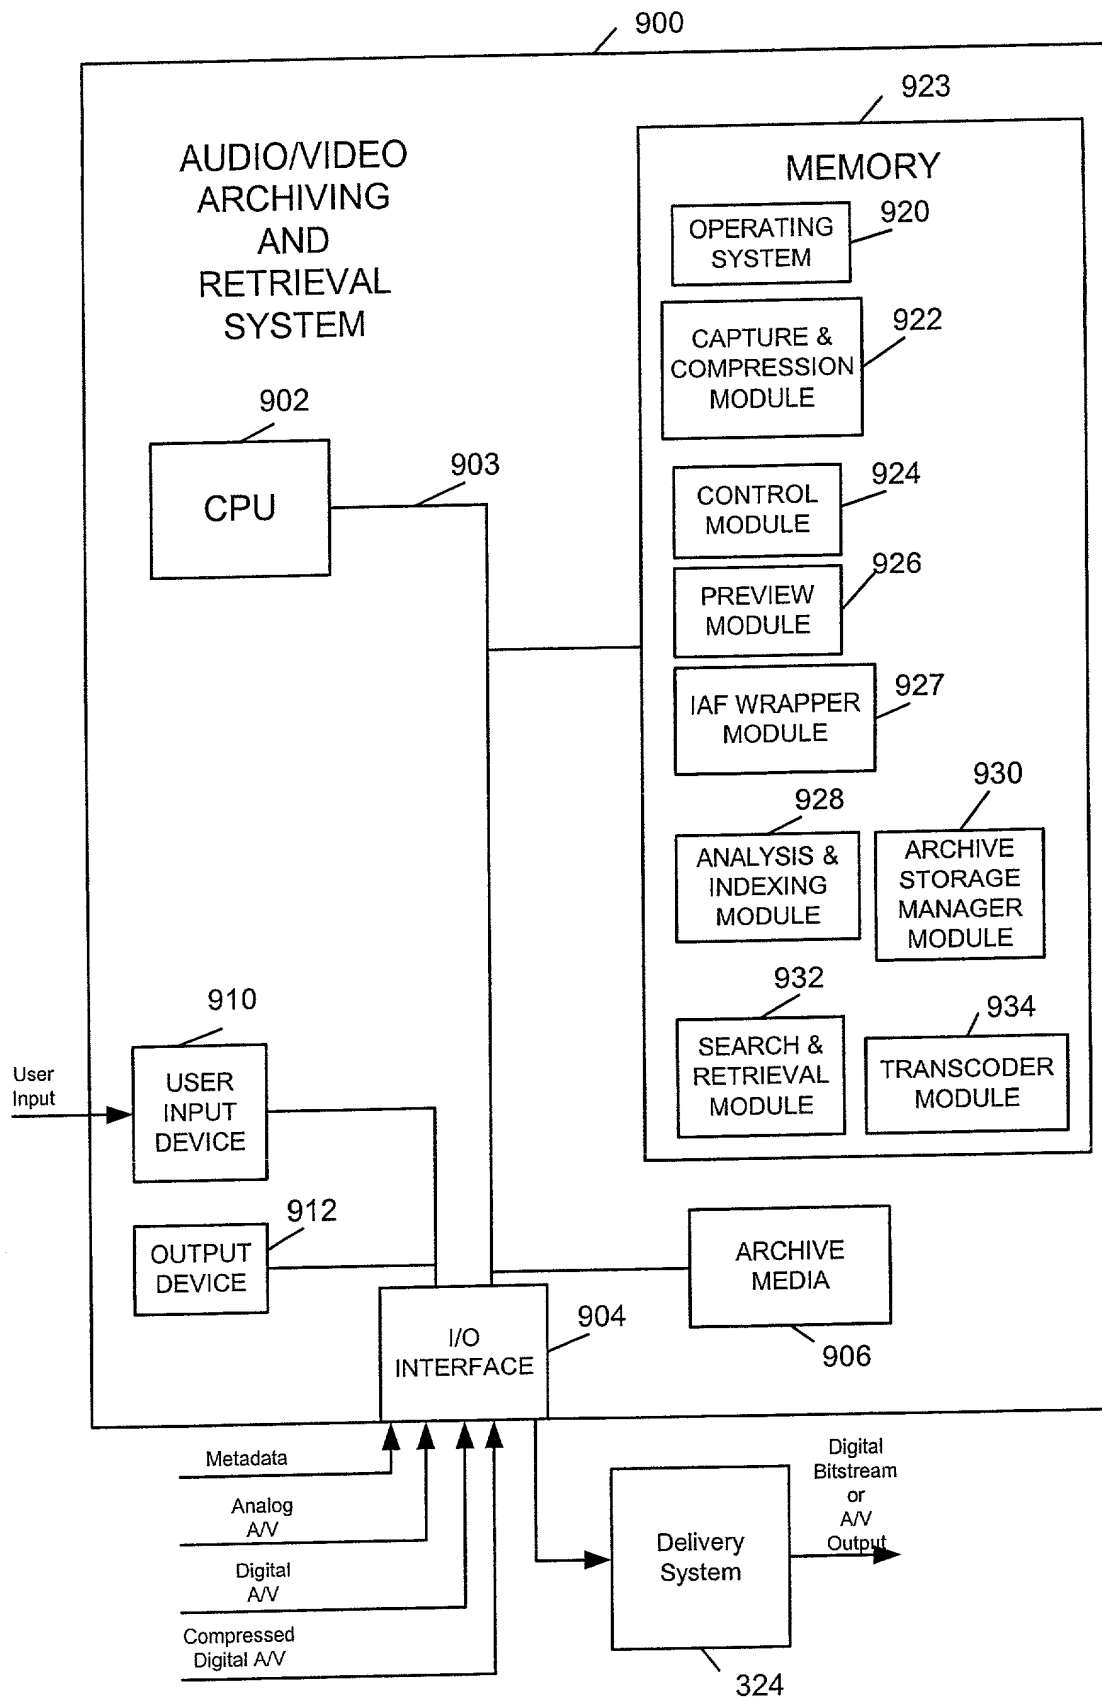 900
923
AUDIO/VIDEO
ARCHIVING
AND
RETRIEVAL
SYSTEM
MEMORY
OPERATING
SYSTEM
920
CAPTURE &
COMPRESSION
MODULE
922
902
CPU
903
CONTROL
MODULE
924
PREVIEW
MODULE
926
IAF WRAPPER
MODULE
927
928
ANALYSIS &
INDEXING
MODULE
930
ARCHIVE
STORAGE
MANAGER
MODULE
932
SEARCH &
RETRIEVAL
MODULE
934
TRANSCODER
MODULE
910
User
Input
USER
INPUT
DEVICE
912
OUTPUT
DEVICE
ARCHIVE
MEDIA
906
I/O
INTERFACE
904
Metadata
Analog
A/V
Digital
A/V
Compressed
Digital A/V
Delivery
System
324
Digital
Bitstream
or
A/V
Output